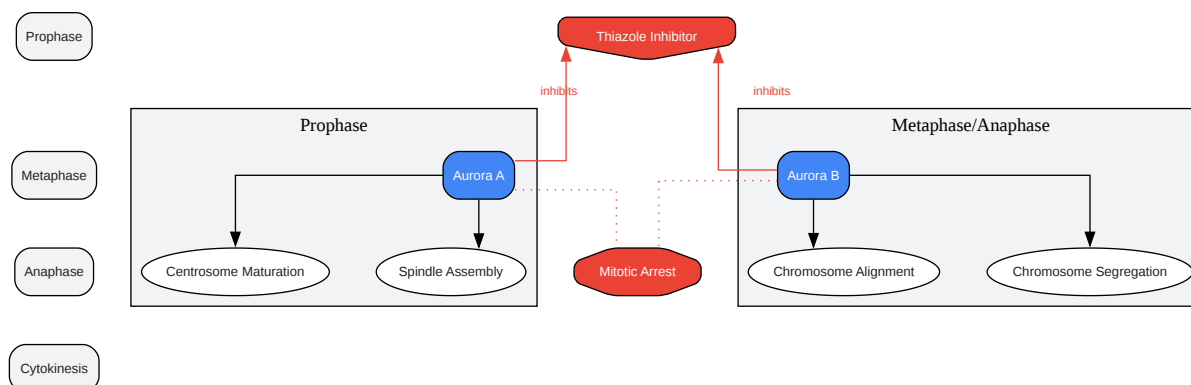 Prophase
Thiazole Inhibitor
inhibits
inhibits
Prophase
Metaphase/Anaphase
Metaphase
Aurora A
Aurora B
Anaphase
Centrosome Maturation
Spindle Assembly
Mitotic Arrest
Chromosome Alignment
Chromosome Segregation
Cytokinesis